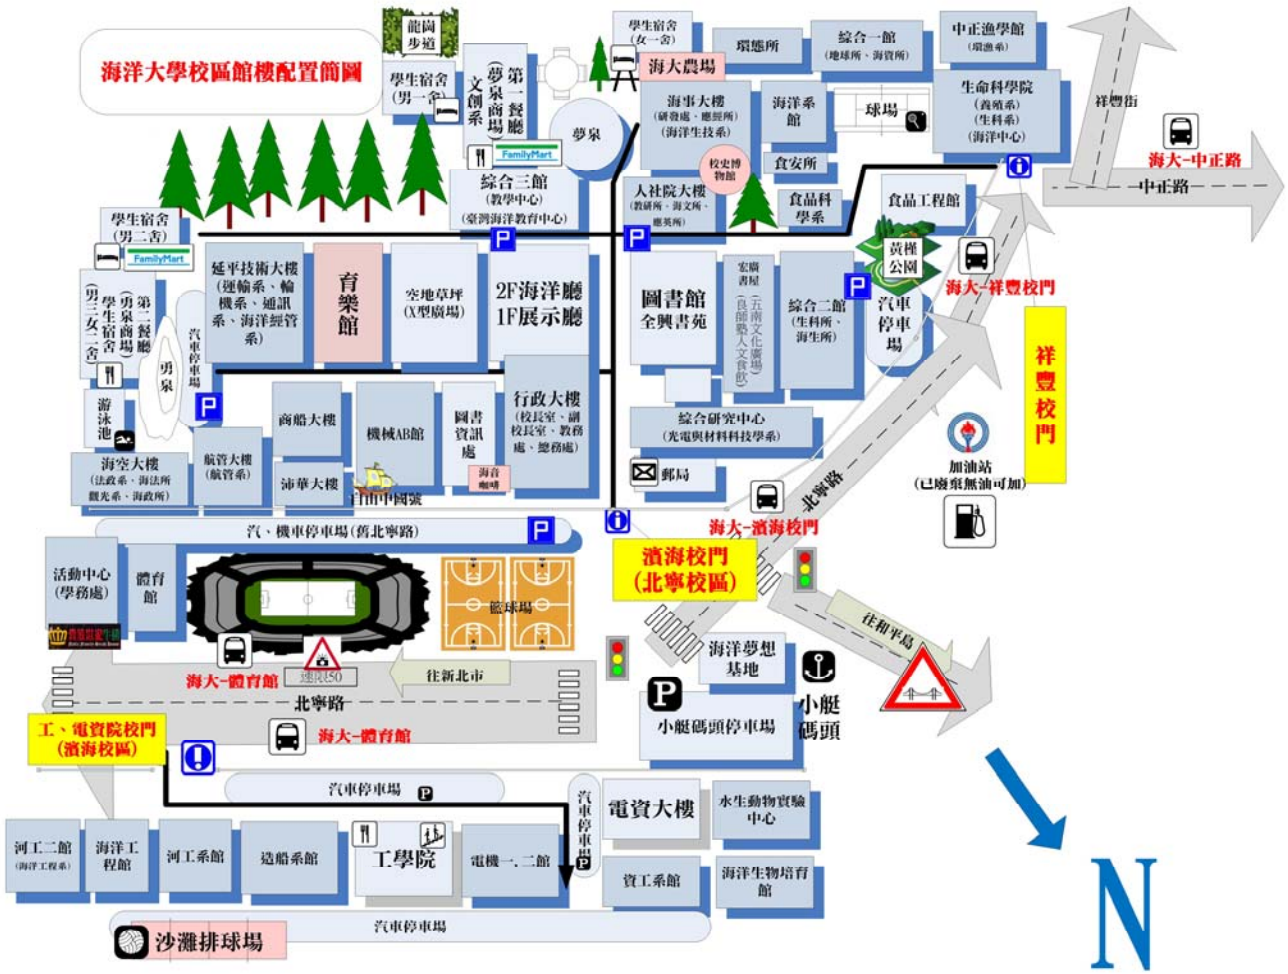 海洋大學校區館樓配置簡圖
龍崗
步道
學生宿舍
(男一舍)
文創系
第一餐廳
(夢泉商場)
FamilyMart
夢泉
學生宿舍
(女一舍)
海大農場
環態所
綜合一館
(地球所、海資所)
中正漁學館
(環漁系)
海事大樓
(研發處、應經所)
(海洋生技系)
海洋系
館
球場
生命科學院
(養殖系)
(生科系)
(海洋中心)
祥豐街
海大-中正路
中正路
校史博
物館
食安所
綜合三館
(教學中心)
(臺灣海洋教育中心)
人社院大樓
(教研所、海文所、
應英所)
食品科
學系
食品工程館
黃槿
公園
海大-祥豐校門
學生宿舍
(男二舍)
FamilyMart
延平技術大樓
(運輸系、輪
機系、通訊
系、海洋經管
系)
育樂館
空地草坪
(X型廣場)
2F海洋廳
1F展示廳
圖書館
全興書苑
宏廣
書屋
(五南文化廣場)
(良師塾人文食飲)
綜合二館
(生科所、
海生所)
汽車
停車
場
學生宿舍
(男三女二舍)
第二餐廳
(勇泉商場)
勇泉
汽車停車場
祥豐校門
游泳池
商船大樓
機械AB館
圖書
資訊
處
行政大樓
(校長室、副
校長室、教務
處、總務處)
綜合研究中心
(光電與材料科技學系)
海空大樓
(法政系、海法所
觀光系、海政所)
航管大樓
(航管系)
沛華大樓
自由中國號
海音
咖啡
郵局
加油站
(已廢棄無油可加)
北寧路
海大-濱海校門
汽、機車停車場(舊北寧路)
濱海校門
(北寧校區)
活動中心
(學務處)
體育
館
籃球場
往和平島
海大-體育館
速限50
往新北市
北寧路
海大-體育館
海洋夢想
基地
小艇碼頭停車場
小艇
碼頭
工、電資院校門
(濱海校區)
汽車停車場
汽車停車場
電資大樓
水生動物實驗
中心
河工二館
(海洋工程系)
海洋工
程館
河工系館
造船系館
工學院
電機一.二館
資工系館
海洋生物培育
館
汽車停車場
沙灘排球場
N